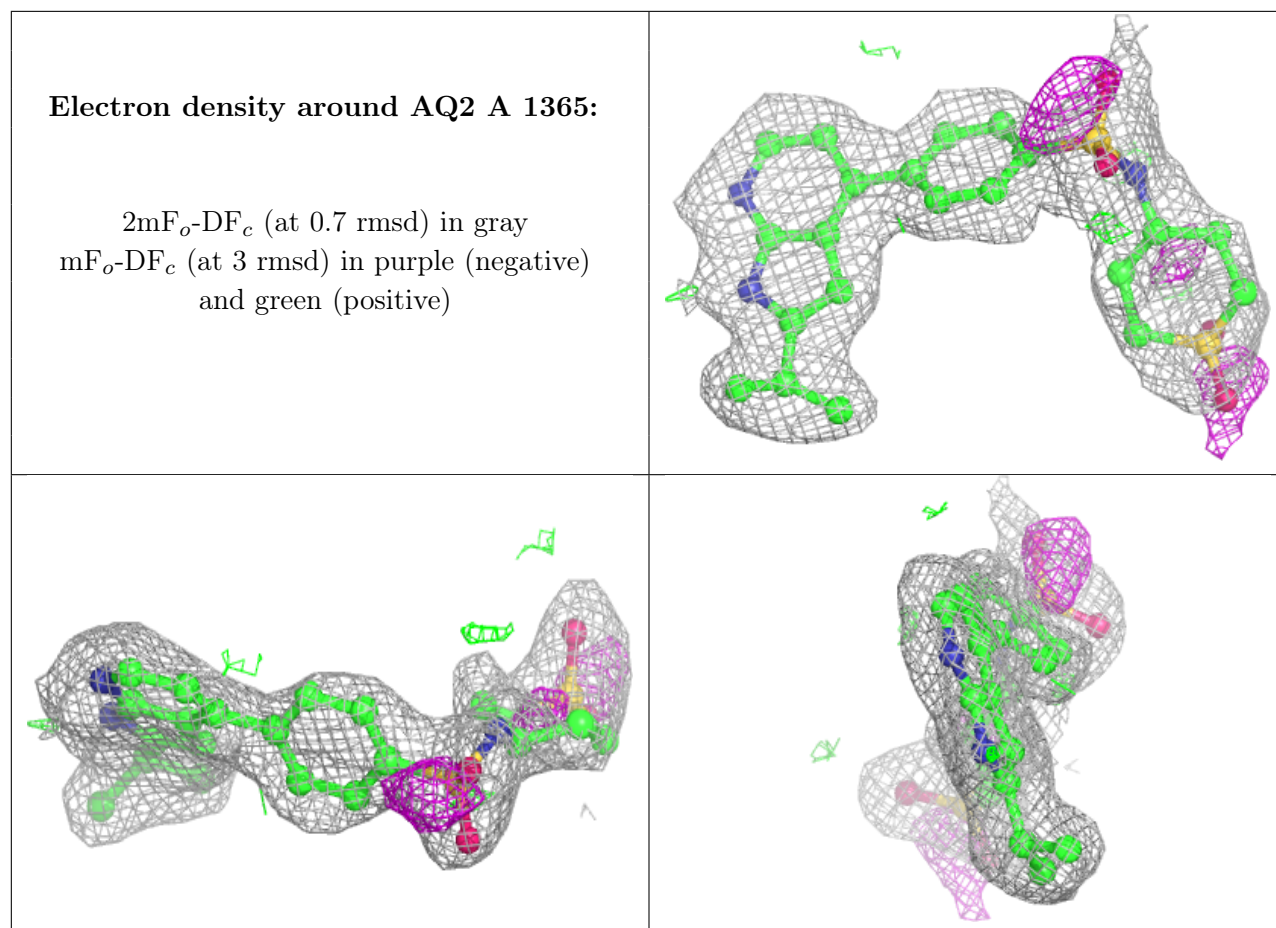 Electron density around AQ2 A 1365:
2mFo-DFc (at 0.7 rmsd) in gray
mFo-DFc (at 3 rmsd) in purple (negative)
and green (positive)